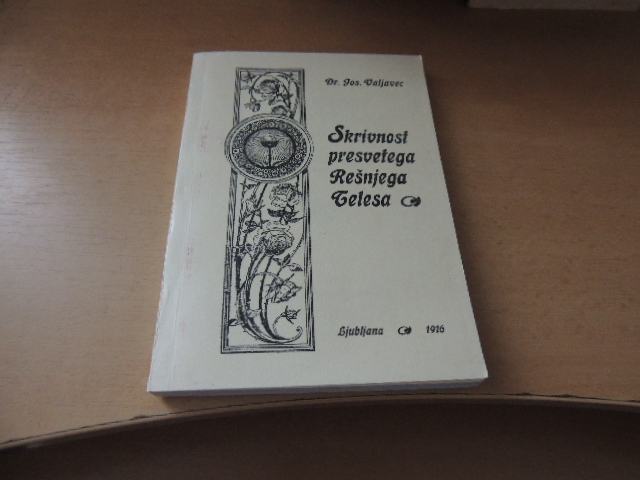 Dr. Jos. Valjavec
Skrivnost
presvetega
Rešnjega
Telesa
Ljubljana 1916